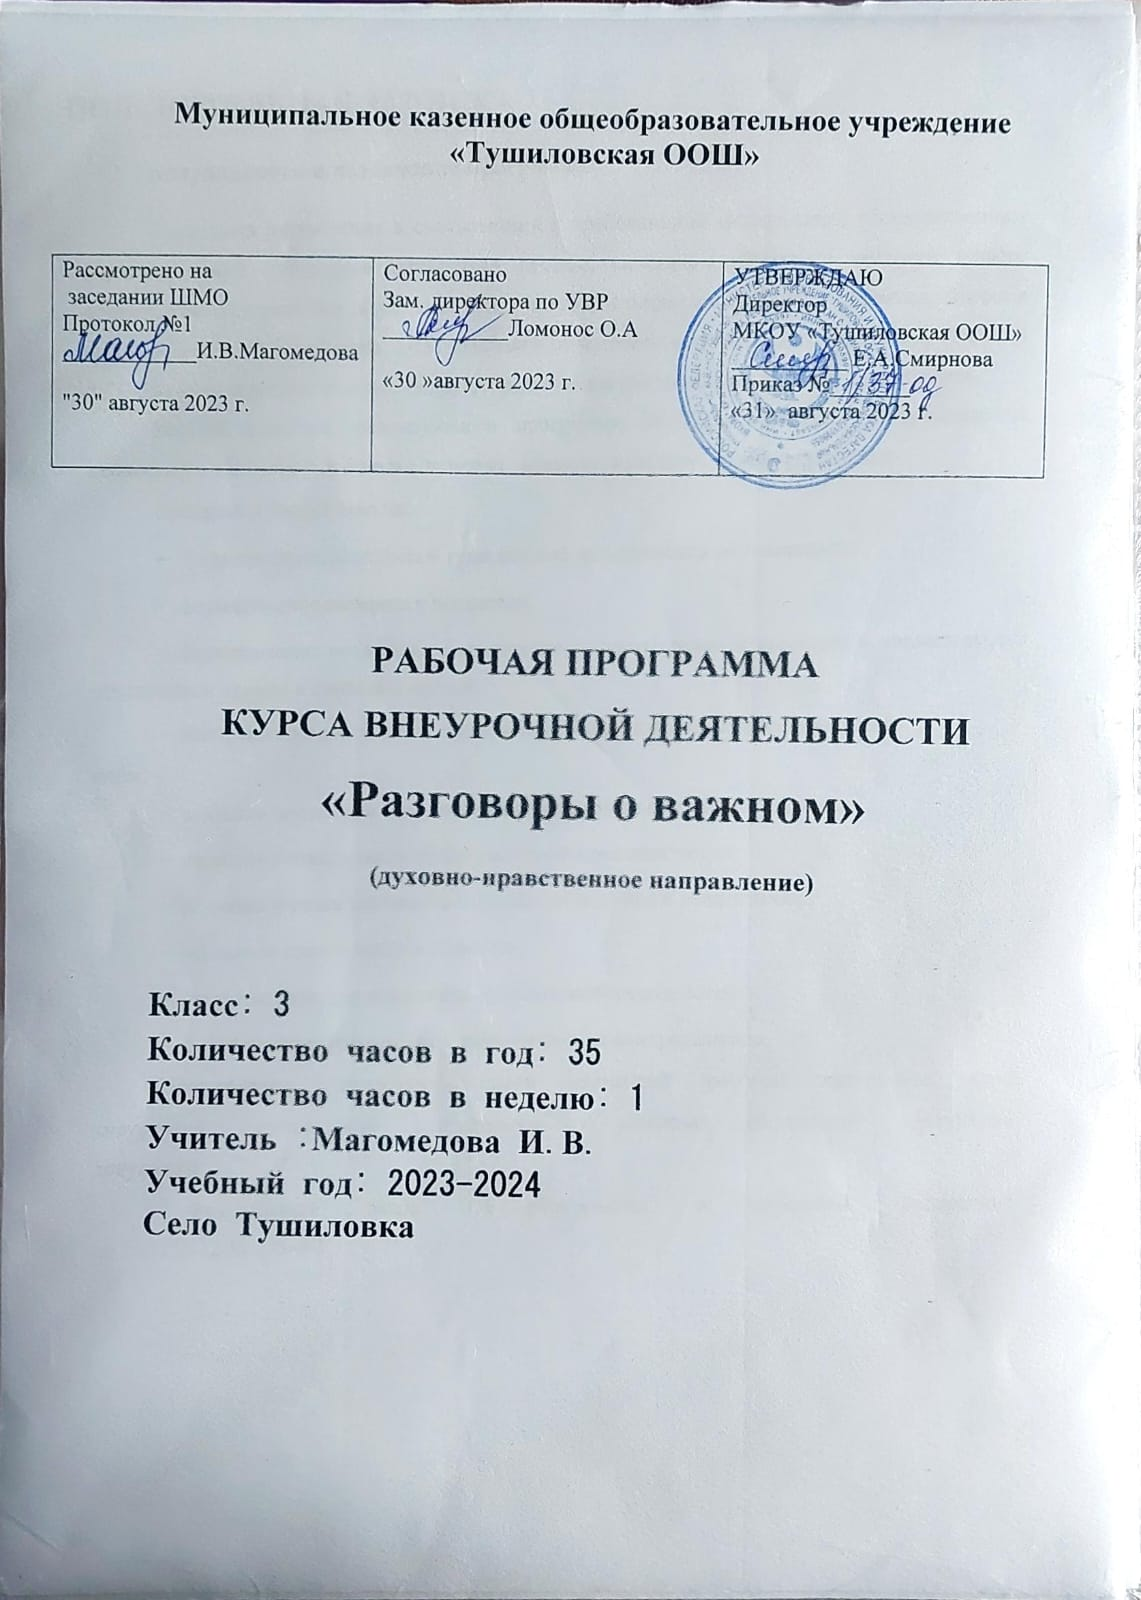 Муниципальное казенное общеобразовательное учреждение
«Тушиловская ООШ»
Рассмотрено на
заседании ШМО
Протокол №1
И.В.Магомедова
"30" августа 2023 г.
Согласовано
Зам. директора по УВР
Ломонос О.А
«30 »августа 2023 г.
УТВЕРЖДАЮ
Директор
МКОУ «Тушиловская ООШ»
Е.А.Смирнова
Приказ № 1/37-од
«31» августа 2023 г.
РАБОЧАЯ ПРОГРАММА
КУРСА ВНЕУРОЧНОЙ ДЕЯТЕЛЬНОСТИ
«Разговоры о важном»
(духовно-нравственное направление)
Класс: 3
Количество часов в год: 35
Количество часов в неделю: 1
Учитель :Магомедова И.В.
Учебный год: 2023-2024
Село Тушиловка